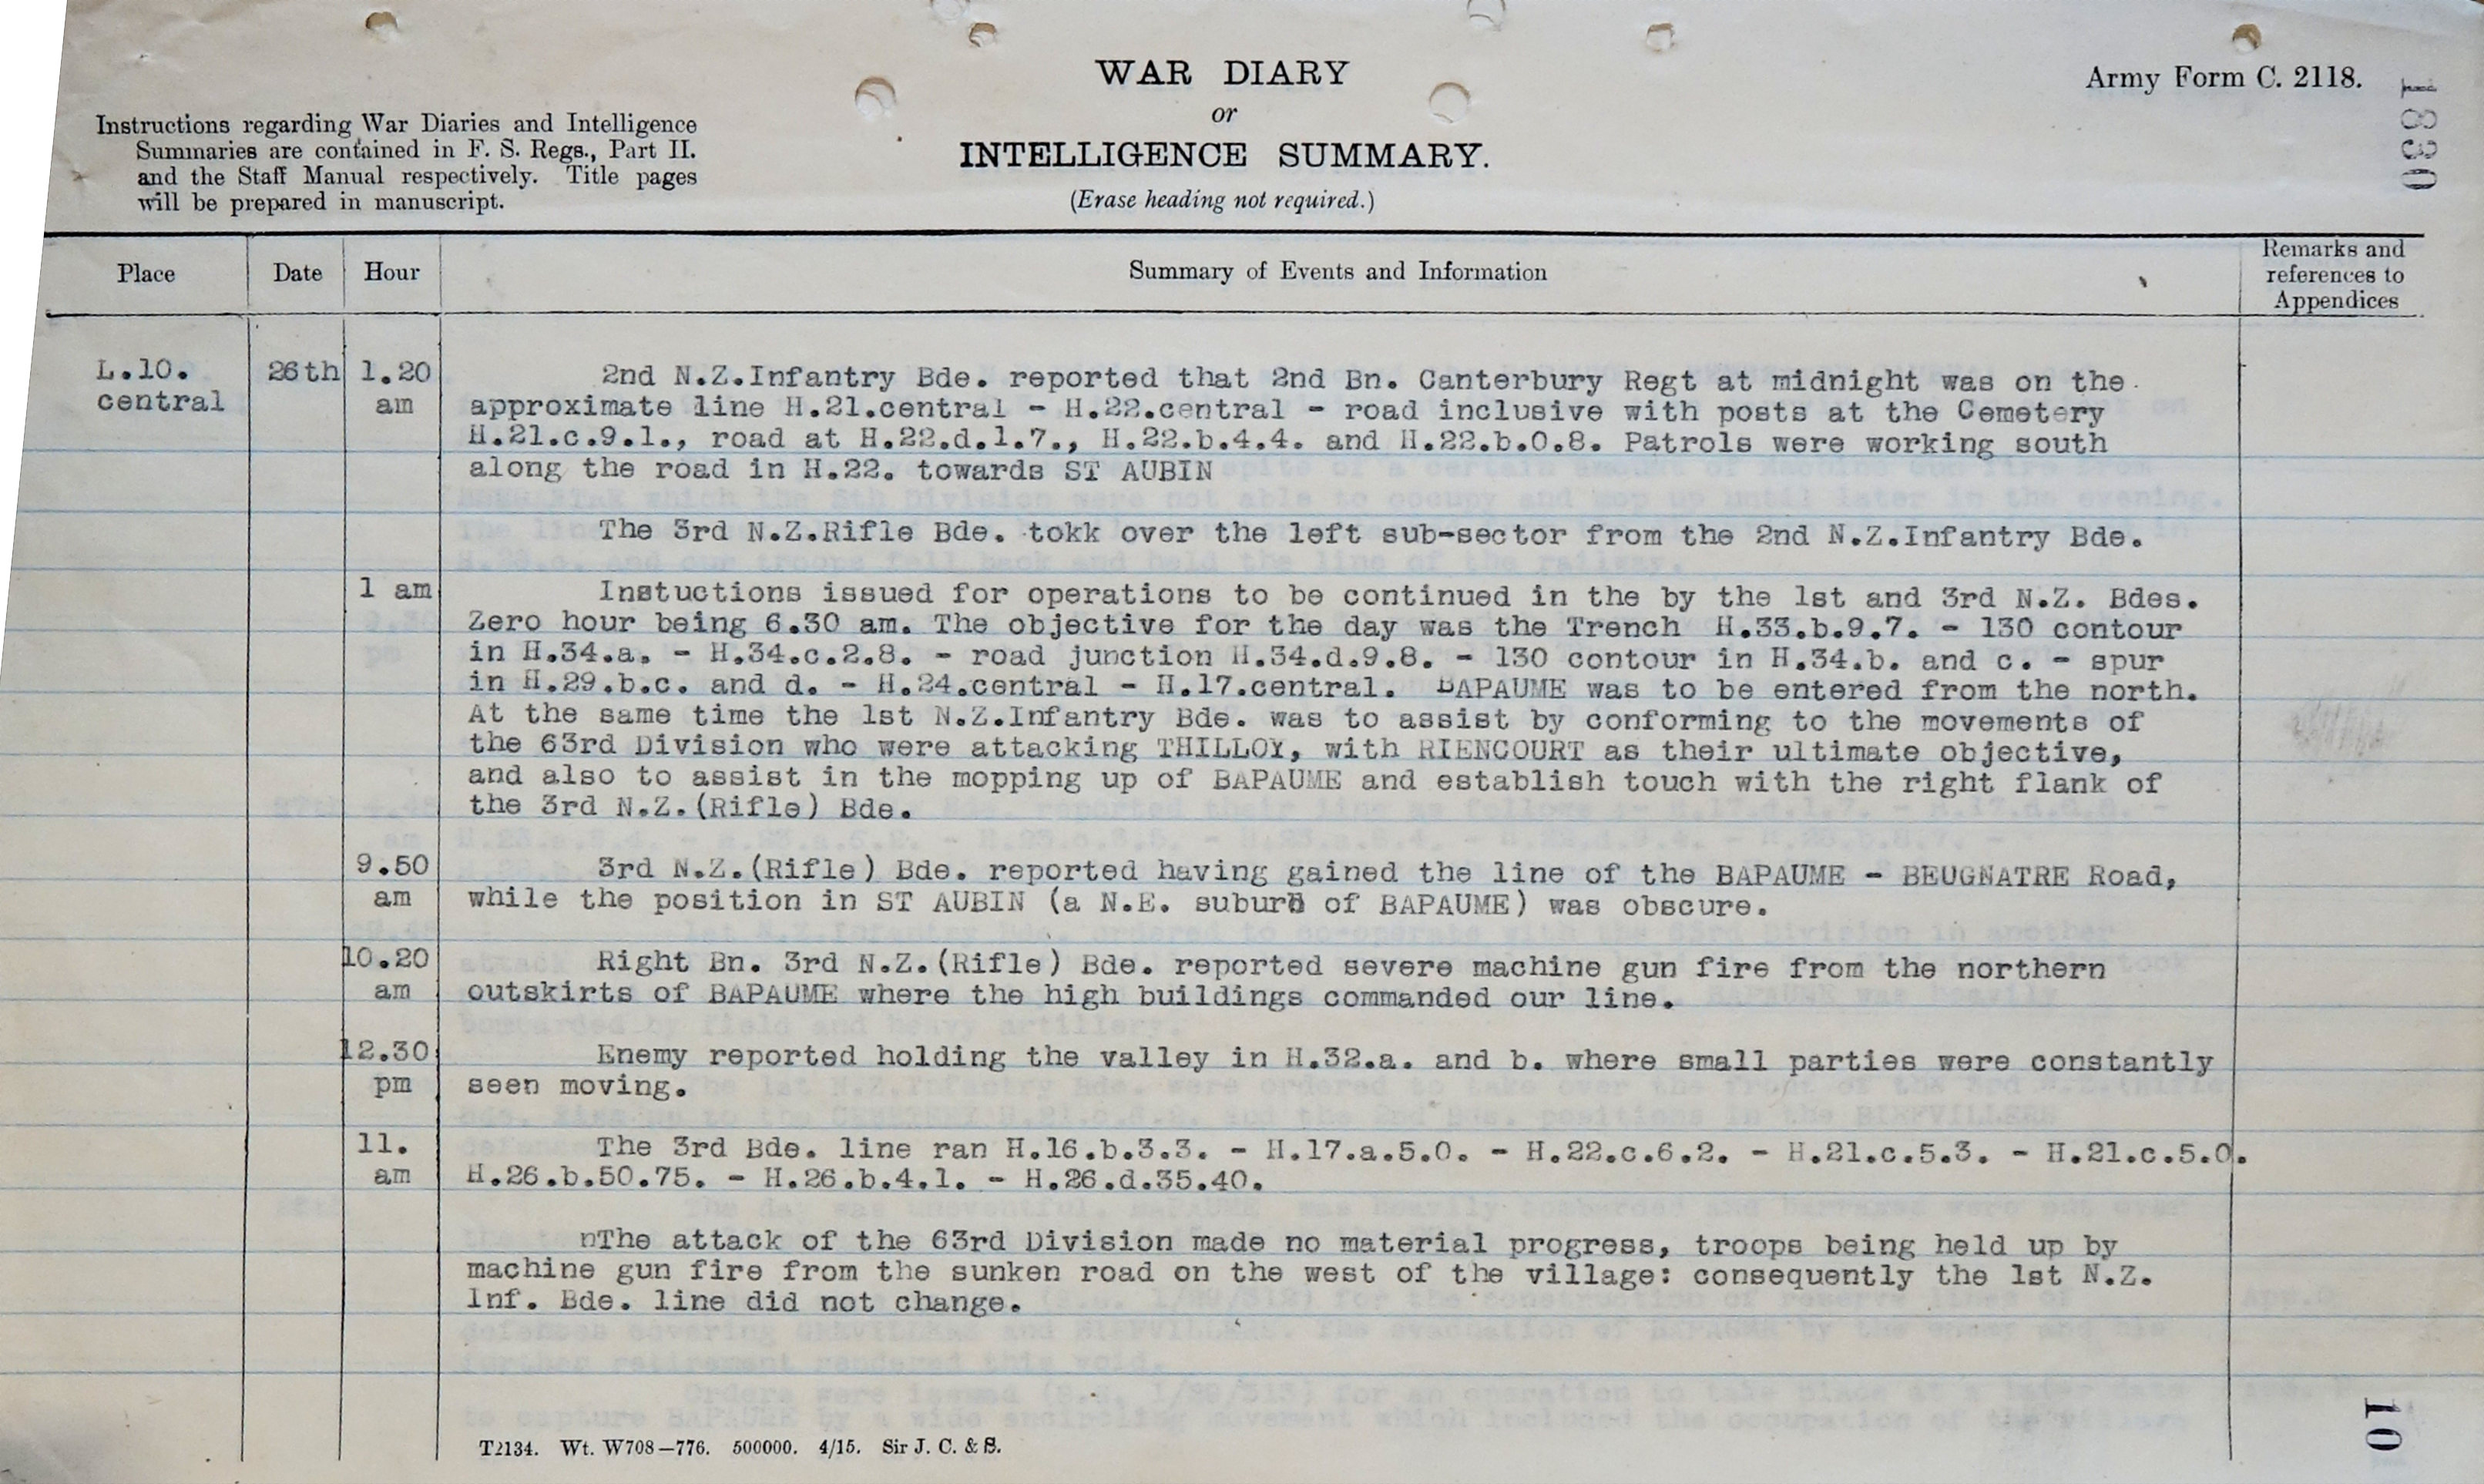 WAR DIARY
or
INTELLIGENCE SUMMARY.
(Erase heading not required.)
Army Form C. 2118.
1830
Instructions regarding War Diaries and Intelligence
Summaries are contained in F. S. Regs., Part II.
and the Staff Manual respectively. Title pages
will be prepared in manuscript.
Place Date Hour Summary of Events and Information Remarks and
references to
Appendices
L.10. 26th 1.20 2nd N.Z.Infantry Bde. reported that 2nd Bn. Canterbury Regt at midnight was on the
central am approximate line H.21.central - H.22.central - road inclusive with posts at the Cemetery
H.21.c.9.1., road at H.22.d.1.7., H.22.b.4.4. and H.22.b.0.8. Patrols were working south
along the road in H.22. towards ST AUBIN
The 3rd N.Z.Rifle Bde. tokk over the left sub-sector from the 2nd N.Z.Infantry Bde.
1 am Instuctions issued for operations to be continued in the by the 1st and 3rd N.Z. Bdes.
Zero hour being 6.30 am. The objective for the day was the Trench H.33.b.9.7. - 130 contour
in H.34.a. - H.34.c.2.8. - road junction H.34.d.9.8. - 130 contour in H.34.b. and c. - spur
in H.29.b.c. and d. - H.24.central - H.17.central. BAPAUME was to be entered from the north.
At the same time the 1st N.Z.Infantry Bde. was to assist by conforming to the movements of
the 63rd Division who were attacking THILLOY, with RIENCOURT as their ultimate objective,
and also to assist in the mopping up of BAPAUME and establish touch with the right flank of
the 3rd N.Z.(Rifle) Bde.
9.50 3rd N.Z.(Rifle) Bde. reported having gained the line of the BAPAUME - BEUGNATRE Road,
am while the position in ST AUBIN (a N.E. suburb of BAPAUME) was obscure.
10.20 Right Bn. 3rd N.Z.(Rifle) Bde. reported severe machine gun fire from the northern
am outskirts of BAPAUME where the high buildings commanded our line.
12.30 Enemy reported holding the valley in H.32.a. and b. where small parties were constantly
pm seen moving.
11. The 3rd Bde. line ran H.16.b.3.3. - H.17.a.5.0. - H.22.c.6.2. - H.21.c.5.3. - H.21.c.5.0.
am H.26.b.50.75. - H.26.b.4.1. - H.26.d.35.40.
nThe attack of the 63rd Division made no material progress, troops being held up by
machine gun fire from the sunken road on the west of the village: consequently the 1st N.Z.
Inf. Bde. line did not change.
T2134. Wt. W708—776. 500000. 4/15. Sir J. C. & S.
101